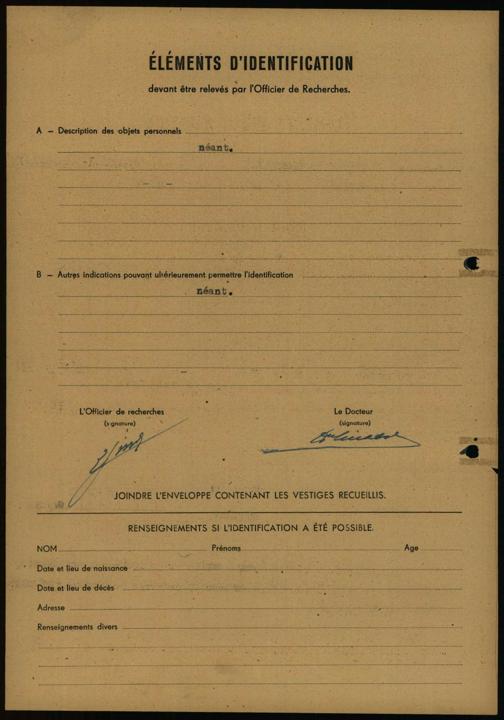 ÉLÉMENTS D'IDENTIFICATION
devant être relevés par l'Officier de Recherches.
A – Description des objets personnels
néant.
B – Autres indications pouvant ultérieurement permettre l'identification
néant.
L'Officier de recherches
(signature)
Le Docteur
(signature)
JOINDRE L'ENVELOPPE CONTENANT LES VESTIGES RECUEILLIS.
RENSEIGNEMENTS SI L'IDENTIFICATION A ÉTÉ POSSIBLE.
NOM Prénoms Age
Date et lieu de naissance
Date et lieu de décès
Adresse
Renseignements divers